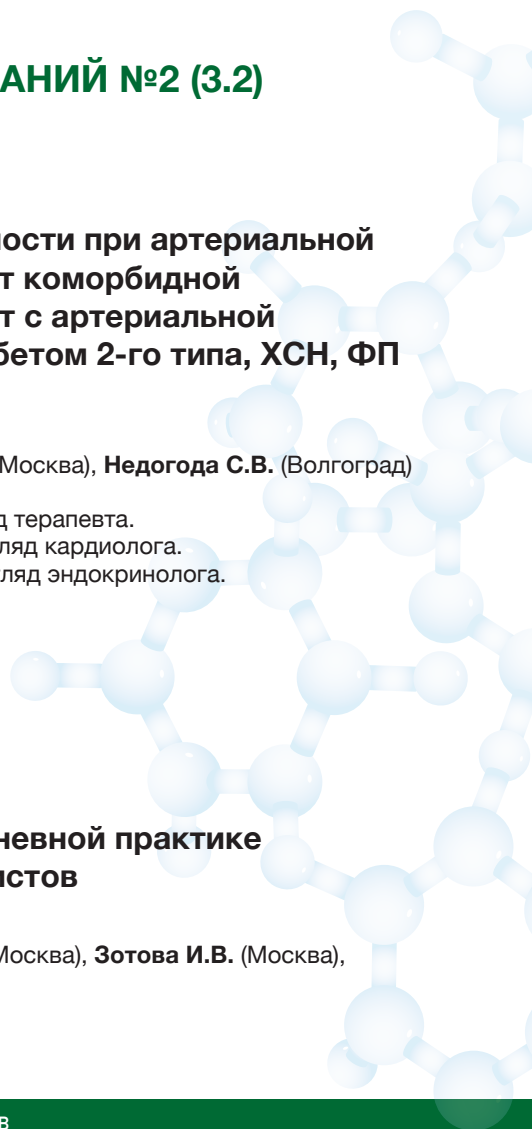 АНИЙ №2 (3.2)
ности при артериальной
т коморбидной
т с артериальной
бетом 2-го типа, ХСН, ФП
Москва), Недогода С.В. (Волгоград)
д терапевта.
ляд кардиолога.
гляд эндокринолога.
невной практике
истов
Москва), Зотова И.В. (Москва),
в